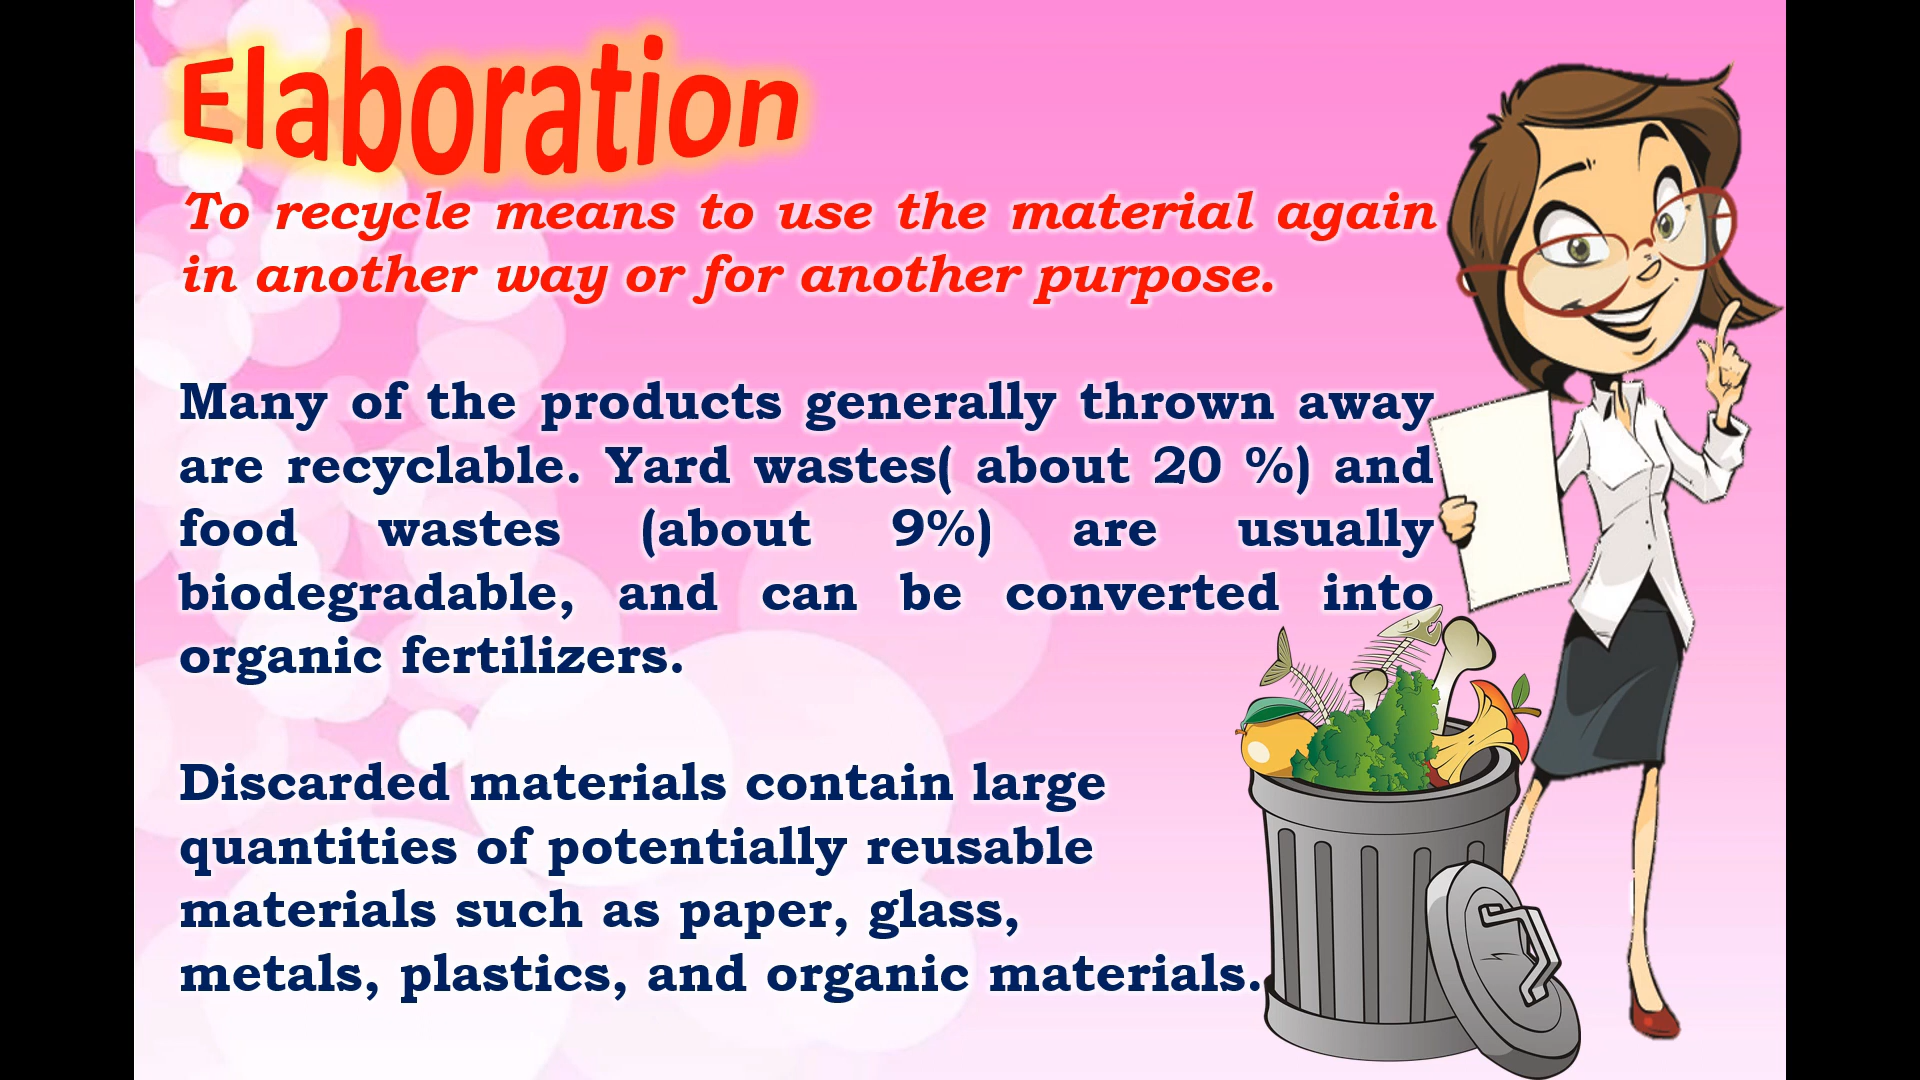 Elaboration
To recycle means to use the material again
in another way or for another purpose.
Many of the products generally thrown away
are recyclable. Yard wastes( about 20 %) and
food wastes (about 9%) are usually
biodegradable, and can be converted into
organic fertilizers.
Discarded materials contain large
quantities of potentially reusable
materials such as paper, glass,
metals, plastics, and organic materials.